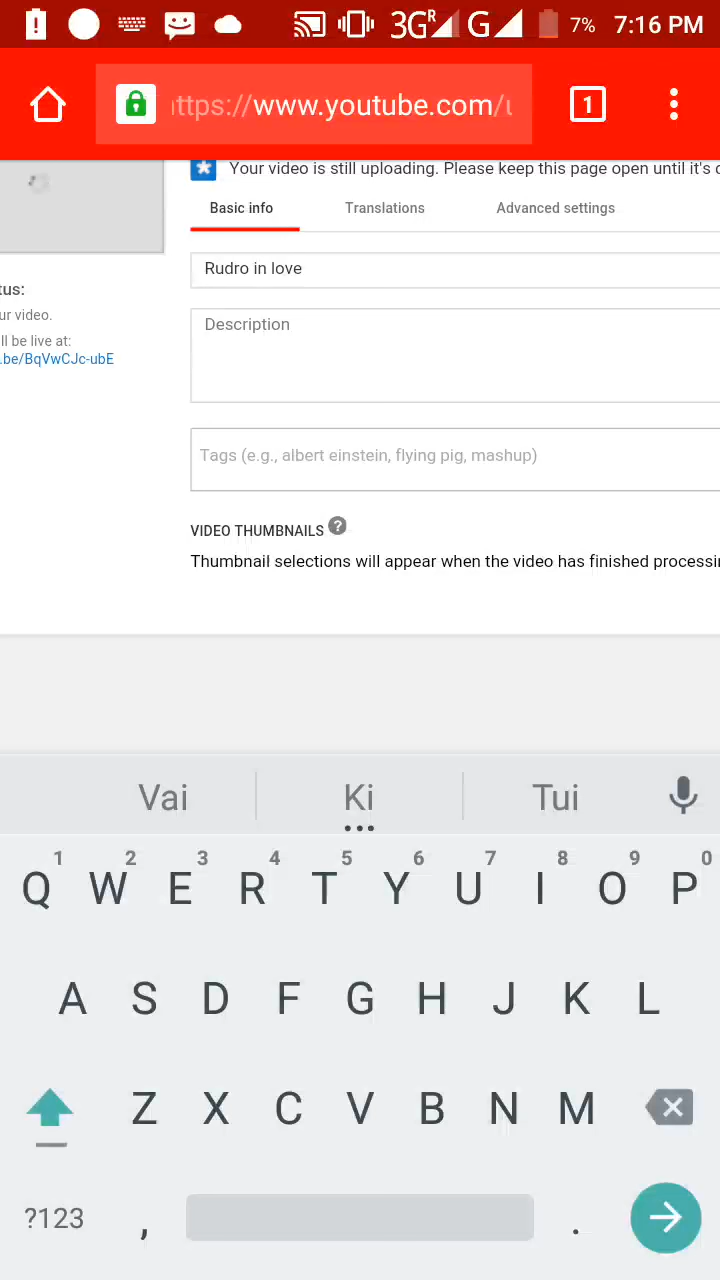 3G R G 7% 7:16 PM
ttps://www.youtube.com/u 1
Your video is still uploading. Please keep this page open until it's
Basic info Translations Advanced settings
Rudro in love
tus:
ur video.
ll be live at:
.be/BqVwCJc-ubE
Description
Tags (e.g., albert einstein, flying pig, mashup)
VIDEO THUMBNAILS ?
Thumbnail selections will appear when the video has finished processi
Vai Ki Tui
1 2 3 4 5 6 7 8 9 0
Q W E R T Y U I O P
A S D F G H J K L
Z X C V B N M
?123 , .